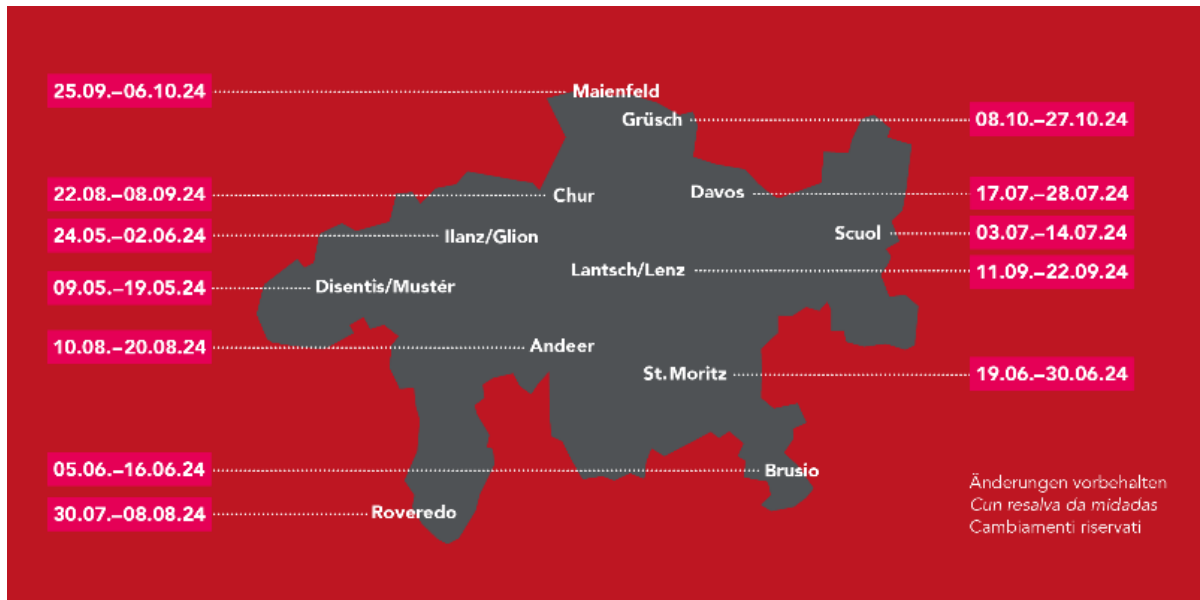 25.09.–06.10.24 Maienfeld
Grüsch 08.10.–27.10.24
22.08.–08.09.24 Chur Davos 17.07.–28.07.24
24.05.–02.06.24 Ilanz/Glion Scuol 03.07.–14.07.24
Lantsch/Lenz 11.09.–22.09.24
09.05.–19.05.24 Disentis/Mustér
10.08.–20.08.24 Andeer
St. Moritz 19.06.–30.06.24
05.06.–16.06.24 Brusio
30.07.–08.08.24 Roveredo
Änderungen vorbehalten
Cun resalva da midadas
Cambiamenti riservati